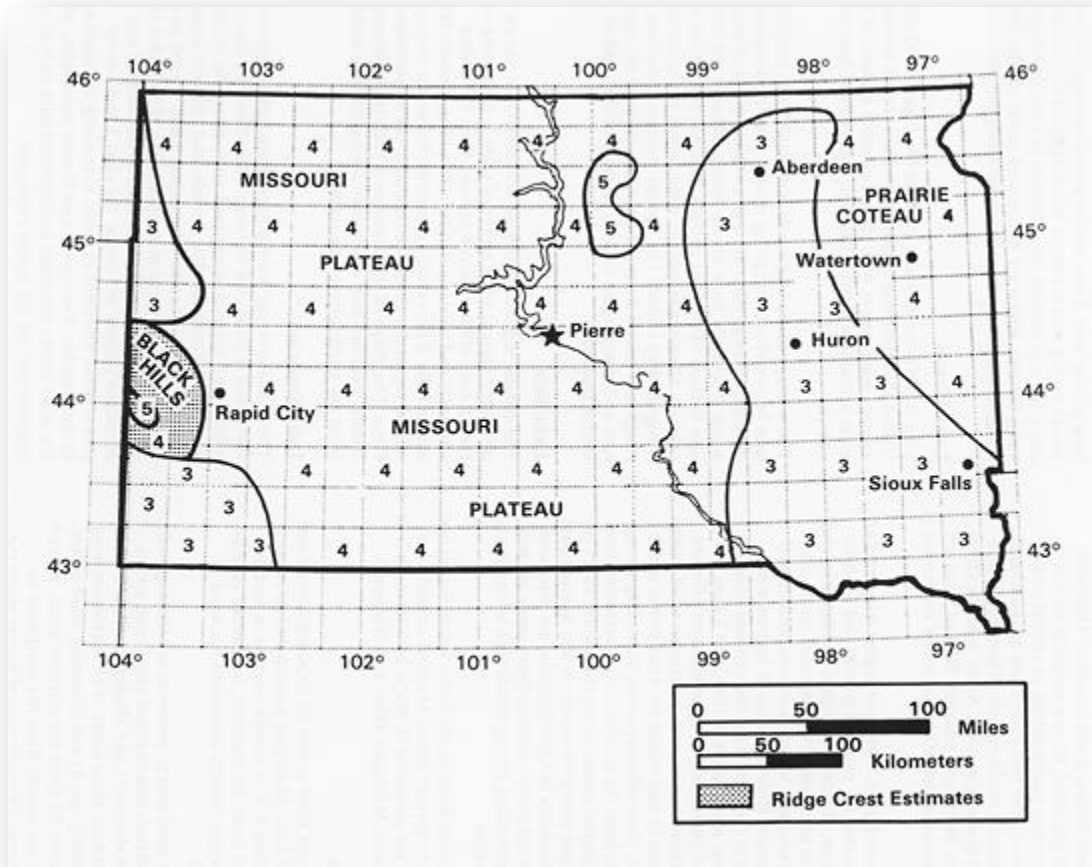 104° 103° 102° 101° 100° 99° 98° 97°
46° 46°
4 4 4 4 4 4 4 4 3 4 4
MISSOURI
Aberdeen
5
PRAIRIE
COTEAU 4
3 4 4 4 4 4 4 5 4 3
45° 45°
PLATEAU
Watertown
3 4 4 4 4 4 4 4 3 3 4
Pierre
Huron
BLACK
HILLS
4 4 4 4 4 4 4 3 3 4
44° 44°
5
Rapid City
MISSOURI
4
3 4 4 4 4 4 4 3 3 3
Sioux Falls
3 3
PLATEAU
3 3 4 4 4 4 4 4 3 3 3
43° 43°
104° 103° 102° 101° 100° 99° 98° 97°
0 50 100
Miles
0 50 100
Kilometers
Ridge Crest Estimates